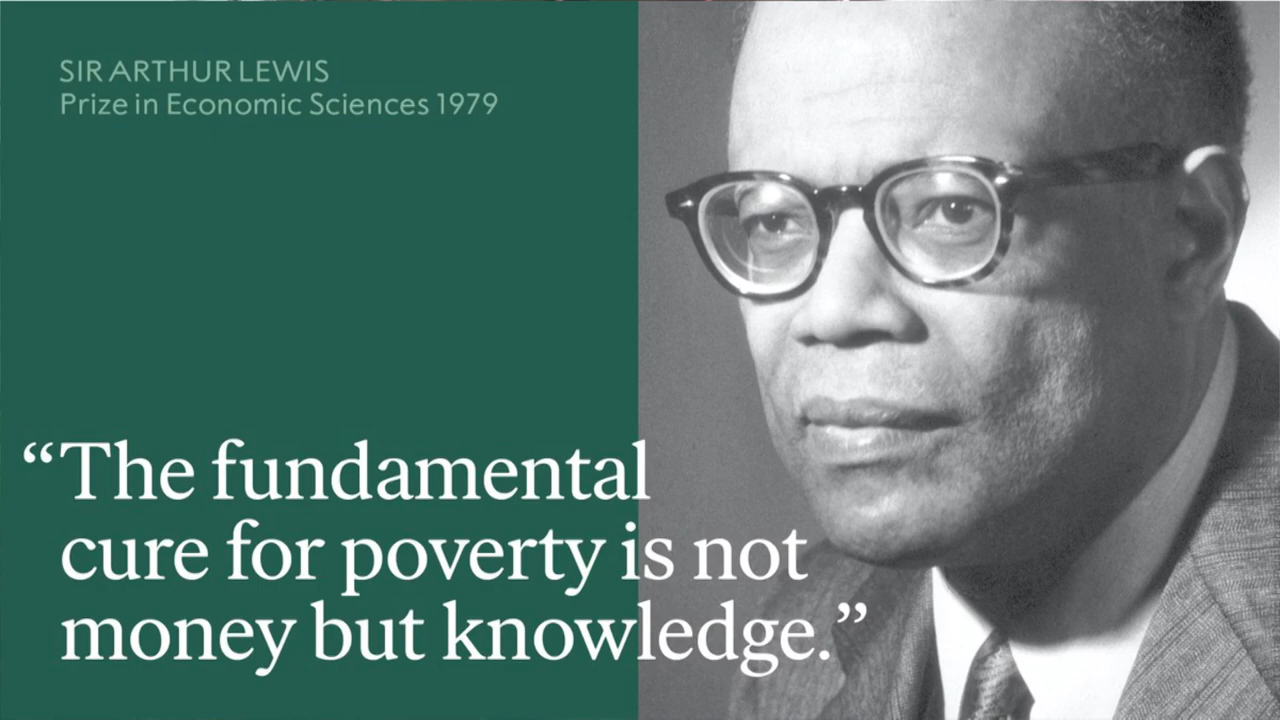 SIR ARTHUR LEWIS
Prize in Economic Sciences 1979
“The fundamental
cure for poverty is not
money but knowledge.”